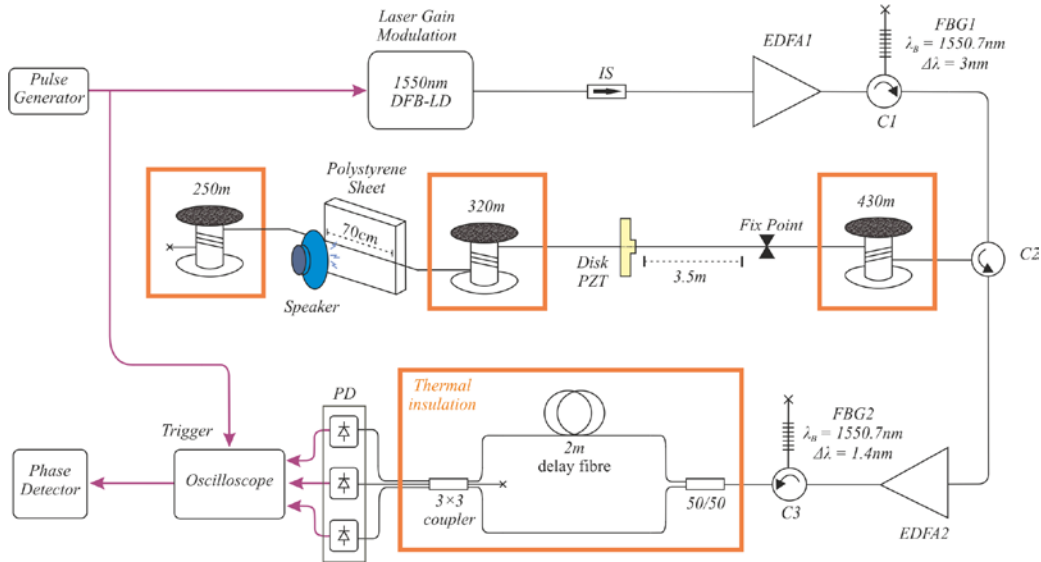 Laser Gain
Modulation
Pulse
Generator
1550nm
DFB-LD
IS
EDFA1
FBG1
λB = 1550.7nm
Δλ = 3nm
C1
250m
Polystyrene
Sheet
70cm
Speaker
320m
Disk
PZT
3.5m
Fix Point
430m
C2
Thermal
insulation
2m
delay fibre
3×3
coupler
50/50
FBG2
λB = 1550.7nm
Δλ = 1.4nm
C3
EDFA2
PD
Trigger
Oscilloscope
Phase
Detector